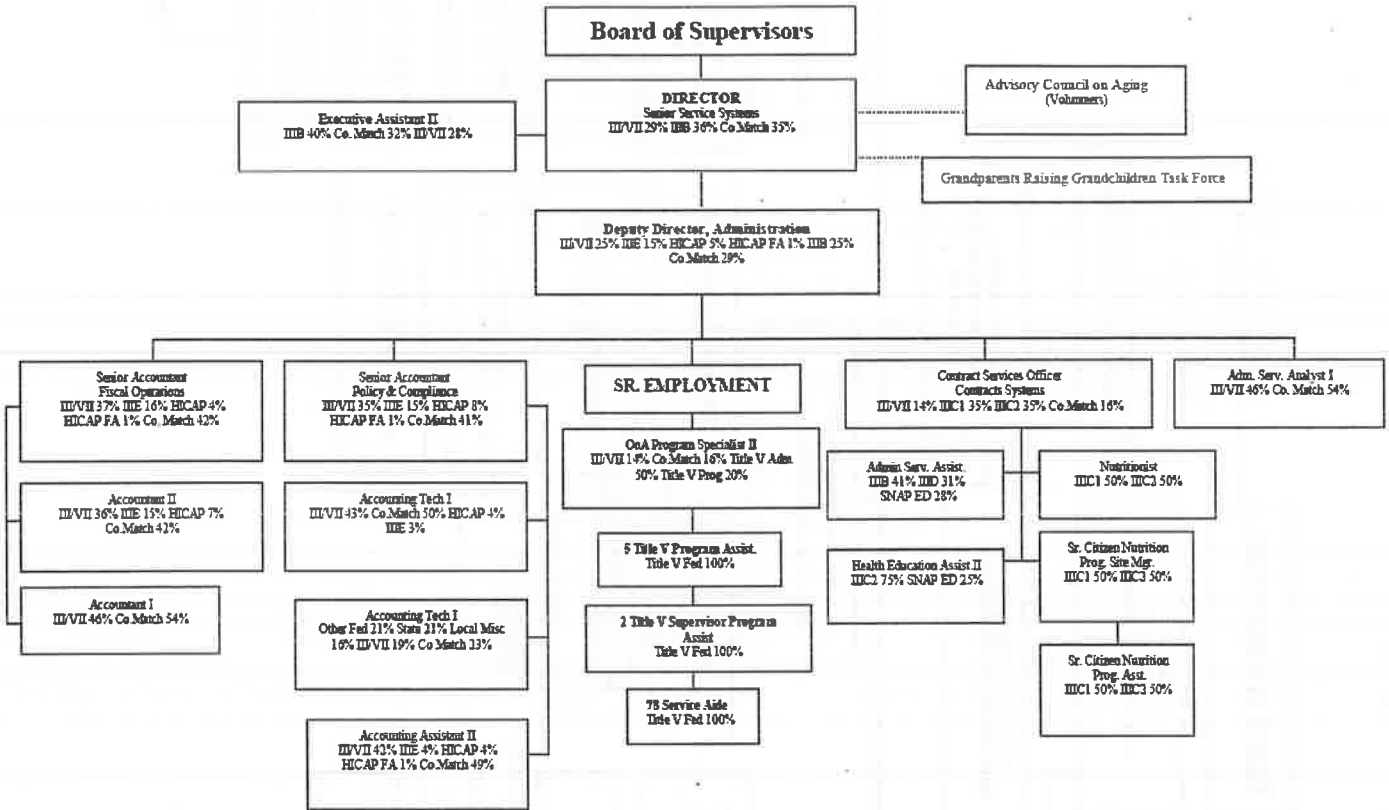 Board of Supervisors
DIRECTOR
Senior Service Systems
III/VII 29% IIIB 36% Co.Match 35%
Executive Assistant II
IIIB 40% Co. Match 32% III/VII 28%
Advisory Council on Aging
(Volunteers)
Grandparents Raising Grandchildren Task Force
Deputy Director, Administration
III/VII 25% IIIE 15% HICAP 5% HICAP FA 1% IIIB 25%
Co.Match 29%
Senior Accountant
Fiscal Operations
III/VII 37% IIIE 16% HICAP 4%
HICAP FA 1% Co. Match 42%
Accountant II
III/VII 36% IIIE 15% HICAP 7%
Co.Match 42%
Accountant I
III/VII 46% Co.Match 54%
Senior Accountant
Policy & Compliance
III/VII 35% IIIE 15% HICAP 8%
HICAP FA 1% Co.Match 41%
Accounting Tech I
III/VII 43% Co.Match 50% HICAP 4%
IIIE 3%
Accounting Tech I
Other Fed 21% State 21% Local Misc
16% III/VII 19% Co Match 23%
Accounting Assistant II
III/VII 42% IIIE 4% HICAP 4%
HICAP FA 1% Co.Match 49%
SR. EMPLOYMENT
OoA Program Specialist II
III/VII 14% Co.Match 16% Title V Adm.
50% Title V Prog 20%
5 Title V Program Assist.
Title V Fed 100%
2 Title V Supervisor Program
Assist
Title V Fed 100%
78 Service Aide
Title V Fed 100%
Contract Services Officer
Contracts Systems
III/VII 14% IIIC1 35% IIIC2 35% Co.Match 16%
Admin Serv. Assist.
IIIB 41% IIID 31%
SNAP ED 28%
Nutritionist
IIIC1 50% IIIC2 50%
Health Education Assist II
IIIC2 75% SNAP ED 25%
Sr. Citizen Nutrition
Prog. Site Mgr.
IIIC1 50% IIIC2 50%
Sr. Citizen Nutrition
Prog. Asst.
IIIC1 50% IIIC2 50%
Adm. Serv. Analyst I
III/VII 46% Co. Match 54%